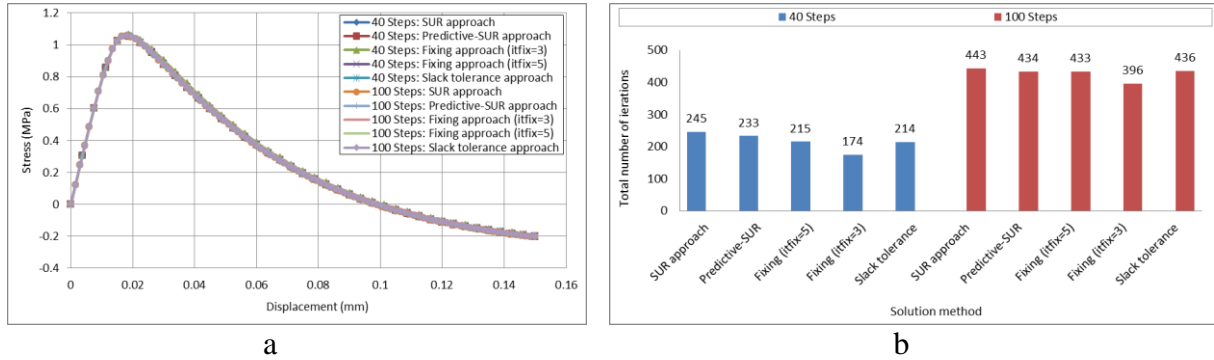 1.2
1
0.8
0.6
0.4
0.2
0
-0.2
-0.4
Stress (MPa)
0
0.02
0.04
0.06
0.08
0.1
0.12
0.14
0.16
Displacement (mm)
40 Steps: SUR approach
40 Steps: Predictive-SUR approach
40 Steps: Fixing approach (itfix=3)
40 Steps: Fixing approach (itfix=5)
40 Steps: Slack tolerance approach
100 Steps: SUR approach
100 Steps: Predictive-SUR approach
100 Steps: Fixing approach (itfix=3)
100 Steps: Fixing approach (itfix=5)
100 Steps: Slack tolerance approach
a
40 Steps
100 Steps
500
400
300
200
100
0
Total number of ierations
245
233
215
174
214
443
434
433
396
436
SUR approach
Predictive-SUR
Fixing (itfix=5)
Fixing (itfix=3)
Slack tolerance
SUR approach
Predictive-SUR
Fixing (itfix=5)
Fixing (itfix=3)
Slack tolerance
Solution method
b